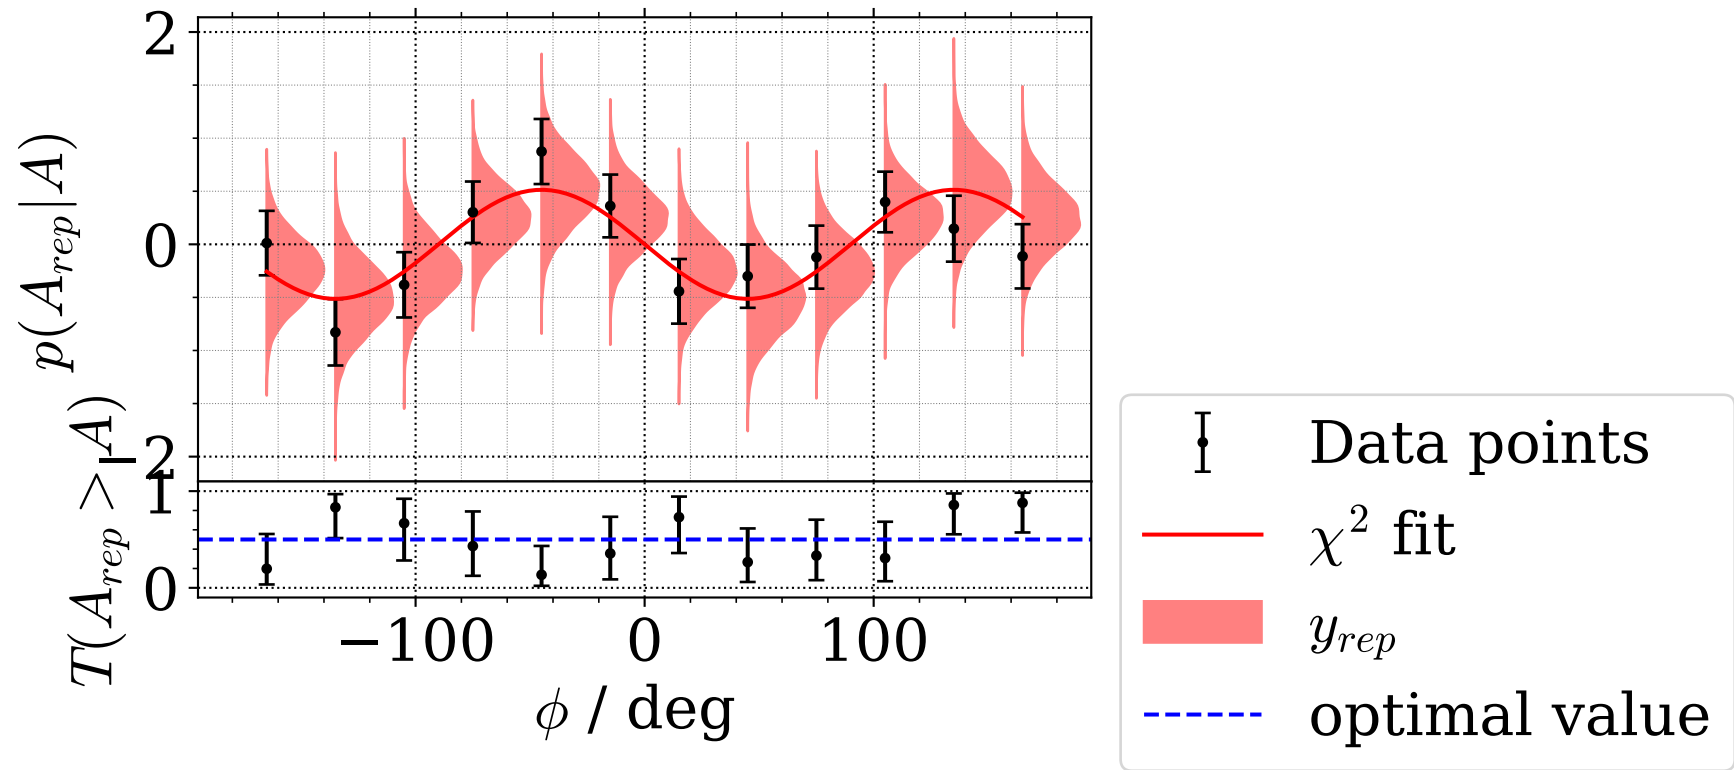 p(A_rep|A)
2
0
−2
T(A_rep > A)
1
0
−100 0 100
ϕ / deg
Data points
χ² fit
y_rep
optimal value